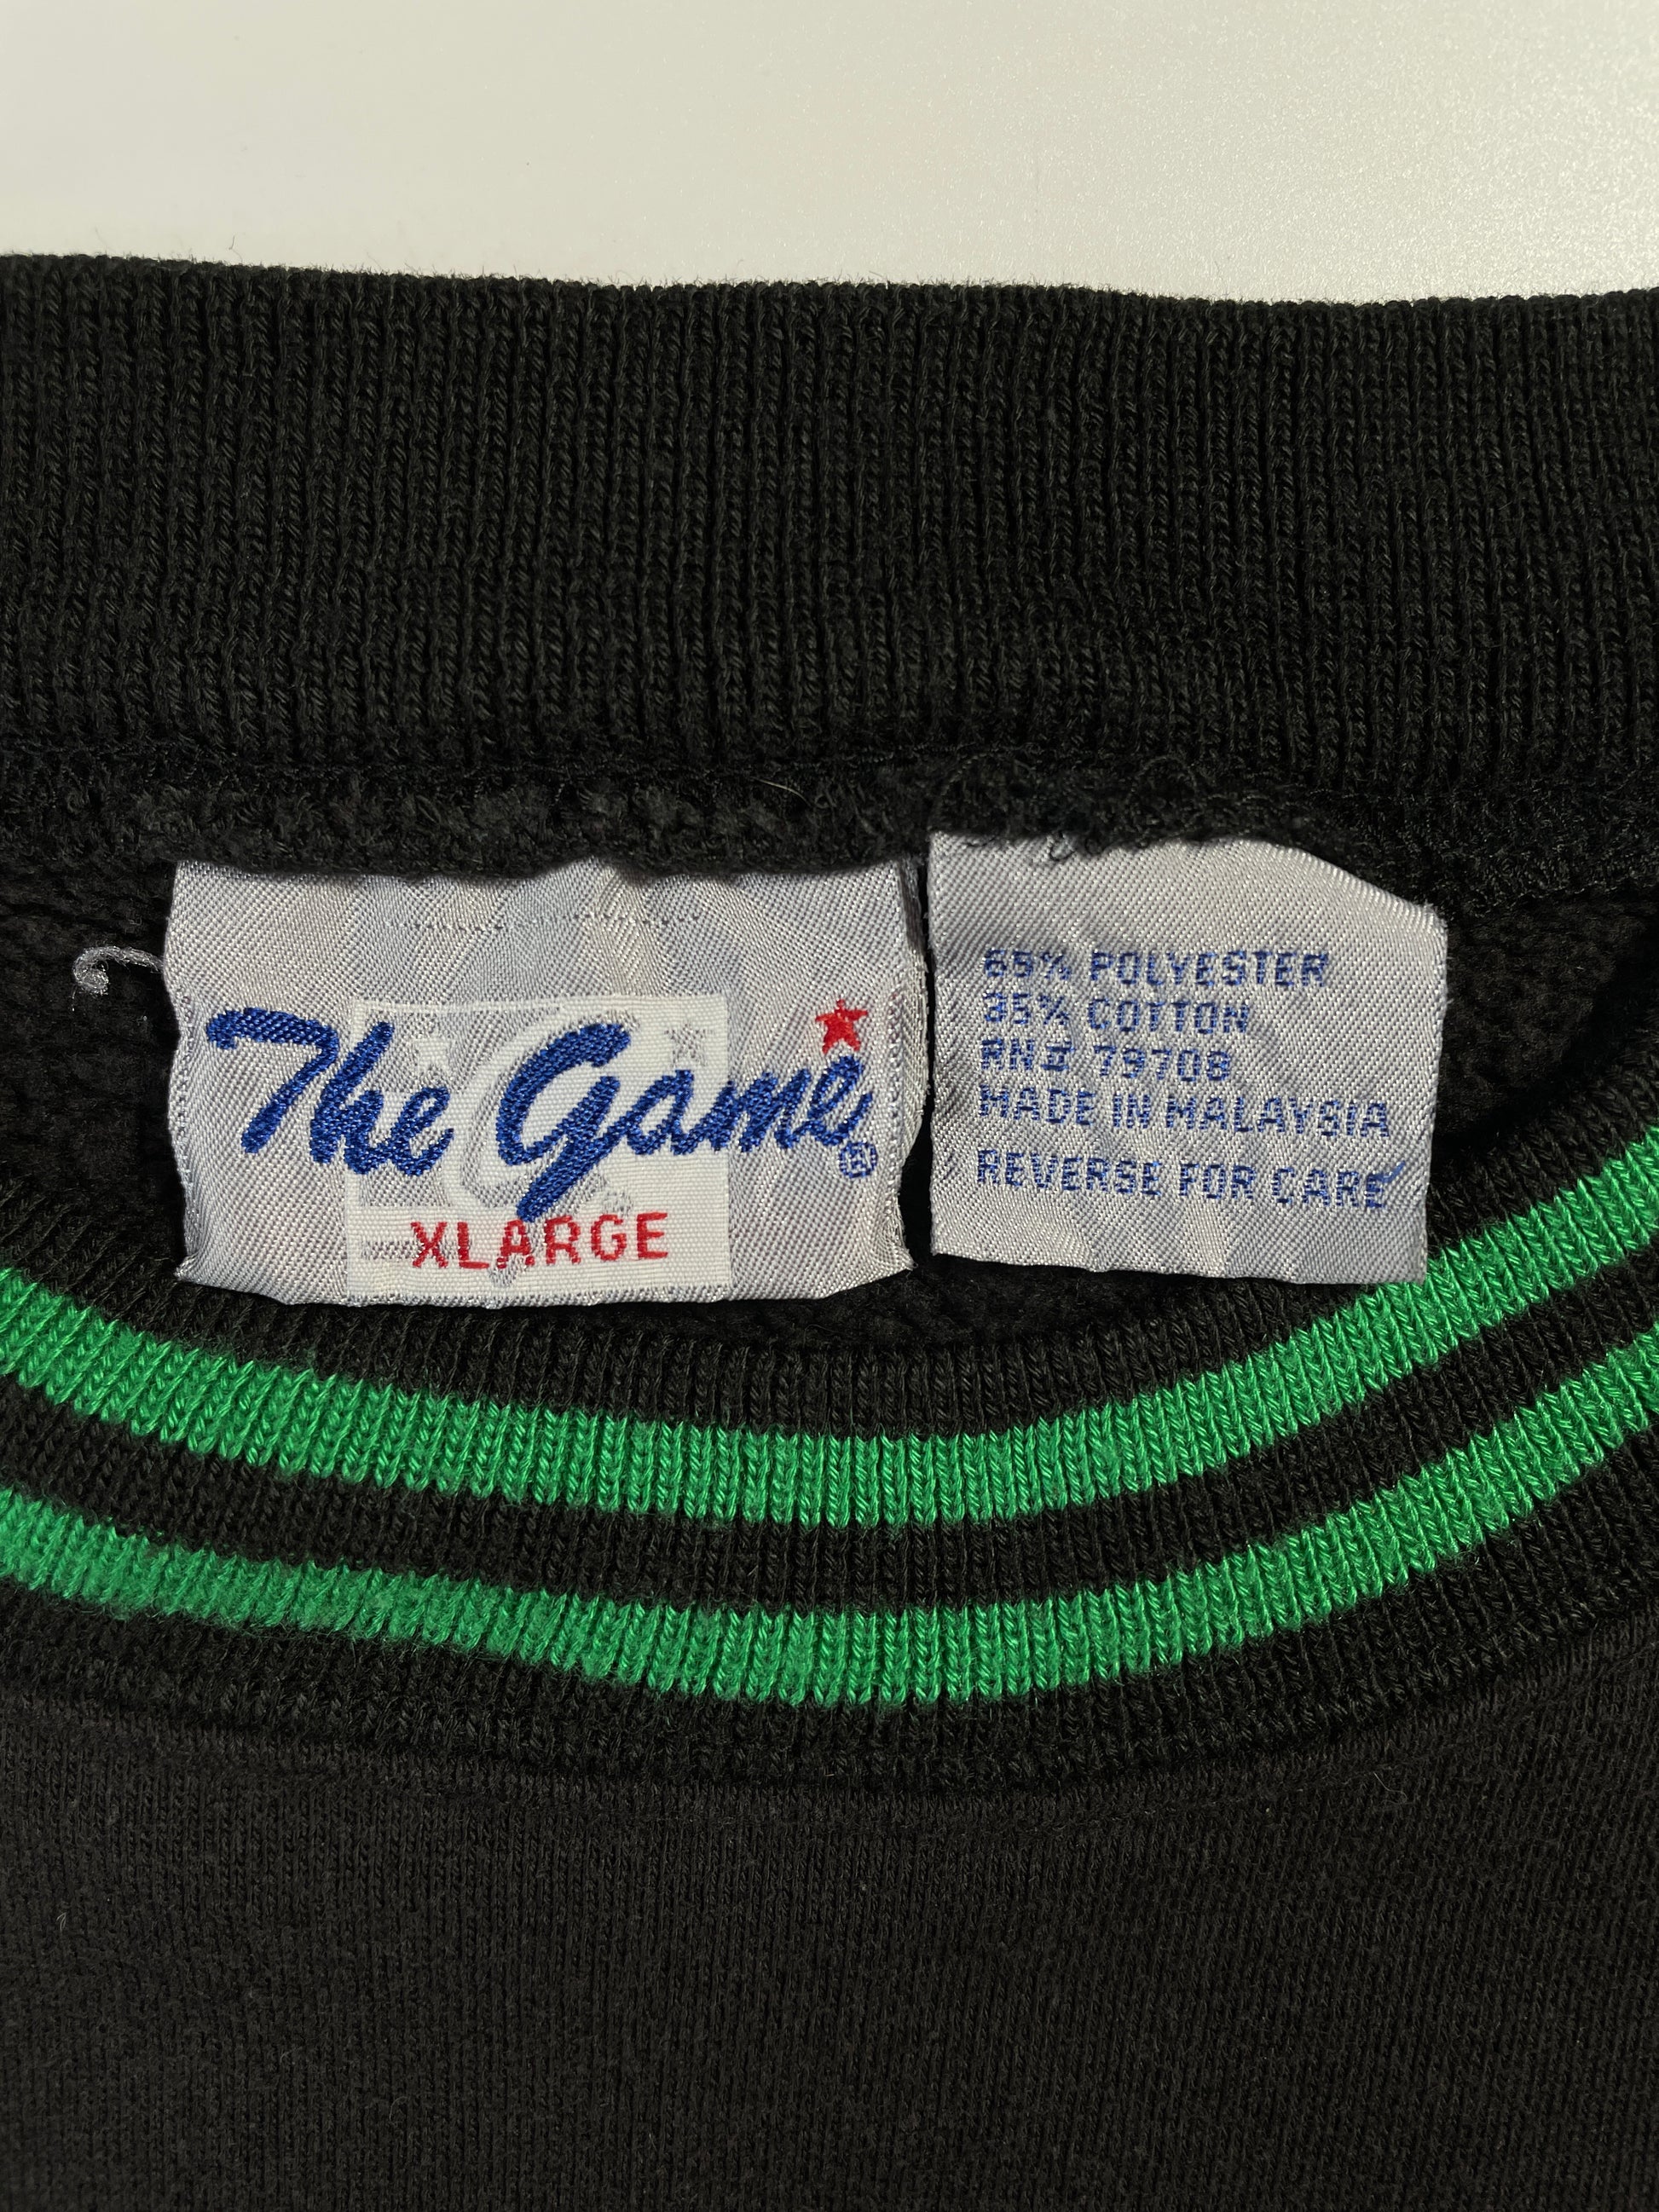 The Game®
XLARGE
65% POLYESTER
35% COTTON
RN# 79708
MADE IN MALAYSIA
REVERSE FOR CARE